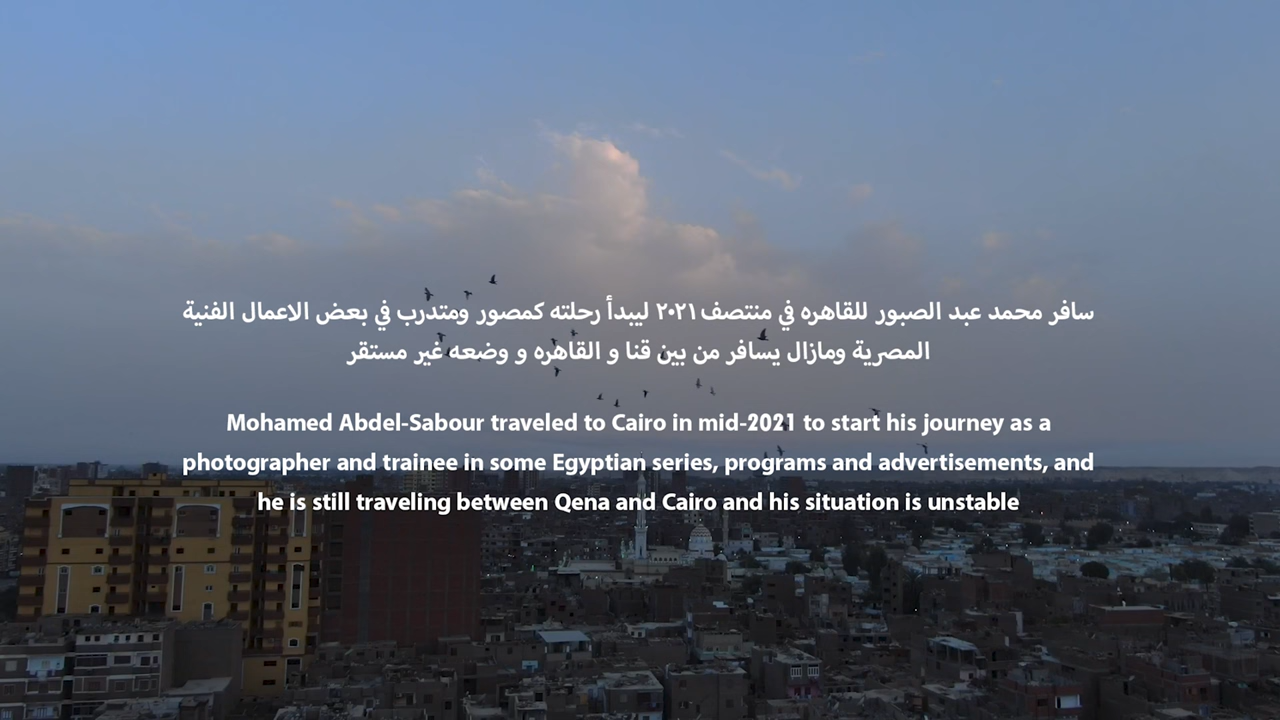 سافر محمد عبد الصبور للقاهره في منتصف ٢٠٢١ ليبدأ رحلته كمصور ومتدرب في بعض الاعمال الفنية
المصرية ومازال يسافر من بين قنا و القاهره و وضعه غير مستقر
Mohamed Abdel-Sabour traveled to Cairo in mid-2021 to start his journey as a
photographer and trainee in some Egyptian series, programs and advertisements, and
he is still traveling between Qena and Cairo and his situation is unstable